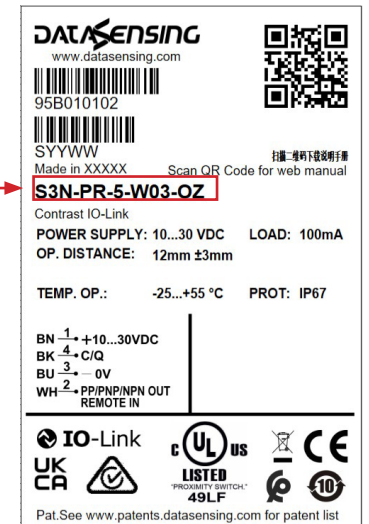 DATASENSING
www.datasensing.com
95B010102
SYYWW
扫描二维码下载说明手册
Made in XXXXX Scan QR Code for web manual
S3N-PR-5-W03-OZ
Contrast IO-Link
POWER SUPPLY: 10...30 VDC LOAD: 100mA
OP. DISTANCE: 12mm ±3mm
TEMP. OP.: -25...+55 °C PROT: IP67
BN 1 +10...30VDC
BK 4 C/Q
BU 3 — 0V
WH 2 PP/PNP/NPN OUT
REMOTE IN
IO-Link
UK
CA
c UL us
LISTED
"PROXIMITY SWITCH."
49LF
CE
10
Pat.See www.patents.datasensing.com for patent list